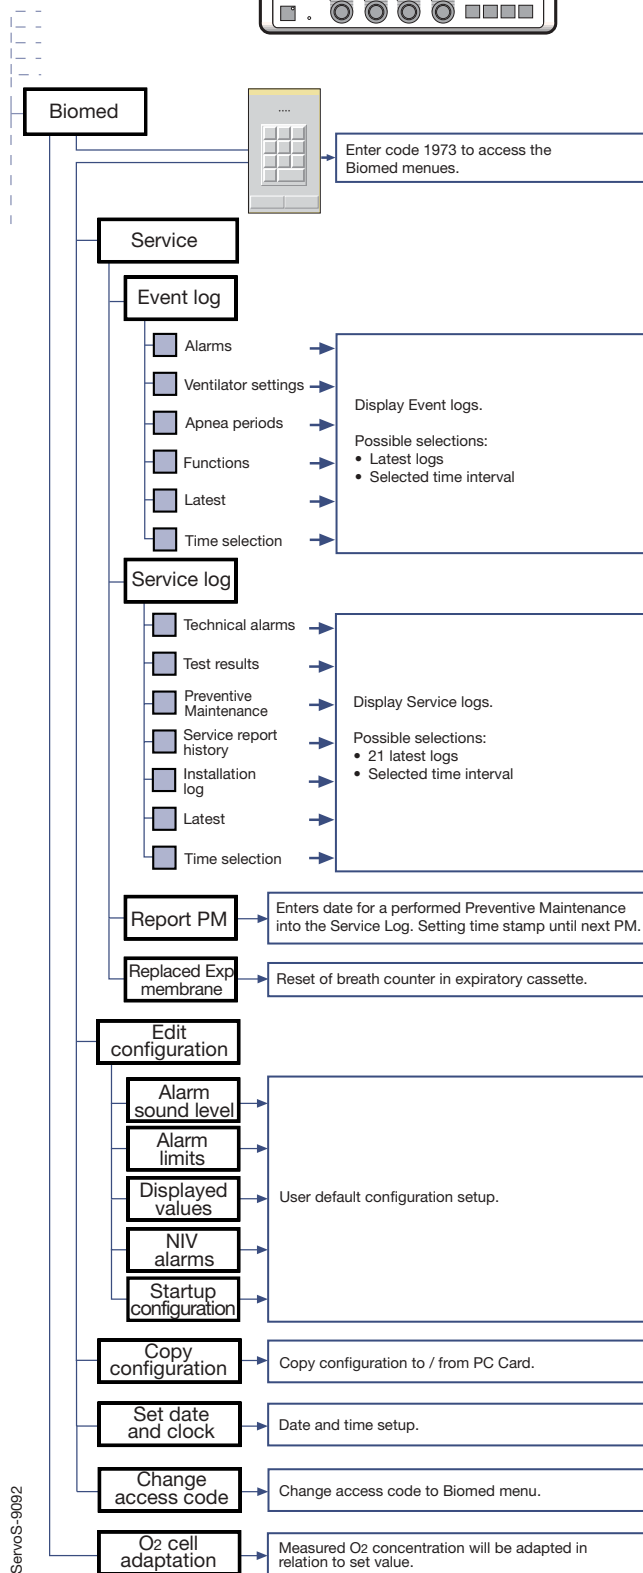 Biomed
....
Enter code 1973 to access the
Biomed menues.
Service
Event log
Alarms
Ventilator settings
Apnea periods
Functions
Latest
Time selection
Display Event logs.
Possible selections:
• Latest logs
• Selected time interval
Service log
Technical alarms
Test results
Preventive
Maintenance
Service report
history
Installation
log
Latest
Time selection
Display Service logs.
Possible selections:
• 21 latest logs
• Selected time interval
Report PM
Enters date for a performed Preventive Maintenance
into the Service Log. Setting time stamp until next PM.
Replaced Exp
membrane
Reset of breath counter in expiratory cassette.
Edit
configuration
Alarm
sound level
Alarm
limits
Displayed
values
NIV
alarms
Startup
configuration
User default configuration setup.
Copy
configuration
Copy configuration to / from PC Card.
Set date
and clock
Date and time setup.
Change
access code
Change access code to Biomed menu.
O2 cell
adaptation
Measured O2 concentration will be adapted in
relation to set value.
ServoS-9092